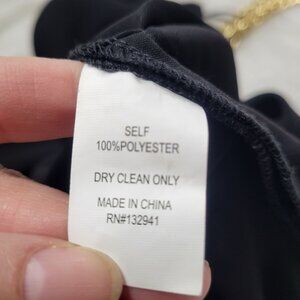 SELF
100%POLYESTER
DRY CLEAN ONLY
MADE IN CHINA
RN#132941